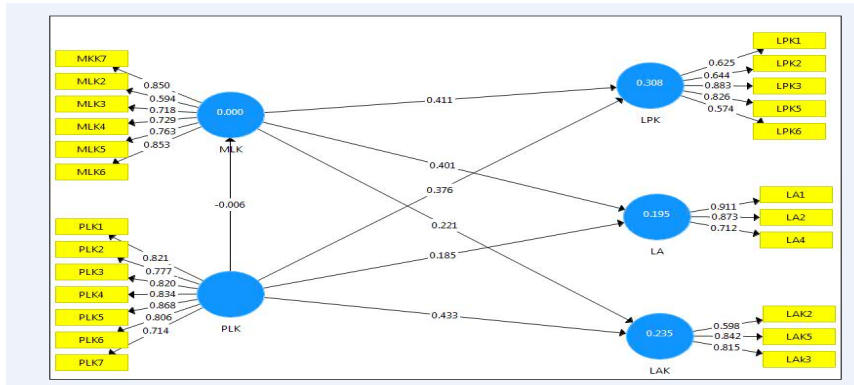 MKK7
MLK2
MLK3
MLK4
MLK5
MLK6
0.850
0.594
0.718
0.729
0.763
0.853
0.000
MLK
-0.006
PLK1
PLK2
PLK3
PLK4
PLK5
PLK6
PLK7
0.821
0.777
0.820
0.834
0.868
0.806
0.714
PLK
0.411
0.401
0.376
0.221
0.185
0.433
0.308
LPK
0.625
0.644
0.883
0.826
0.574
LPK1
LPK2
LPK3
LPK5
LPK6
0.195
LA
0.911
0.873
0.712
LA1
LA2
LA4
0.235
LAK
0.598
0.842
0.815
LAK2
LAK5
LAk3